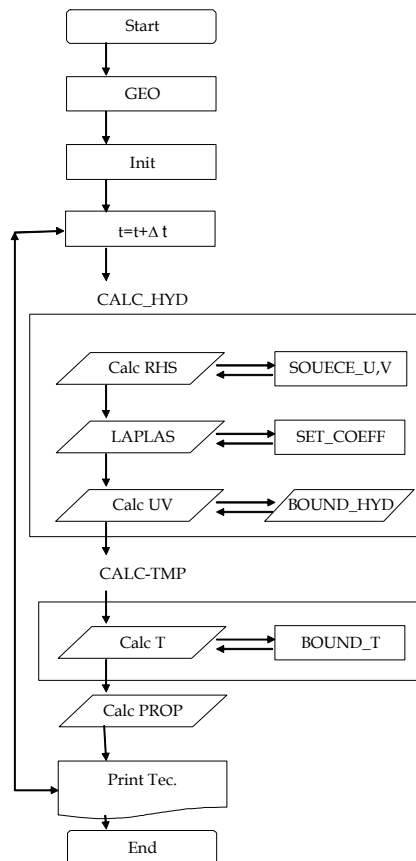 Start
GEO
Init
t=t+Δ t
CALC_HYD
Calc RHS
SOUECE_U,V
LAPLAS
SET_COEFF
Calc UV
BOUND_HYD
CALC-TMP
Calc T
BOUND_T
Calc PROP
Print Tec.
End